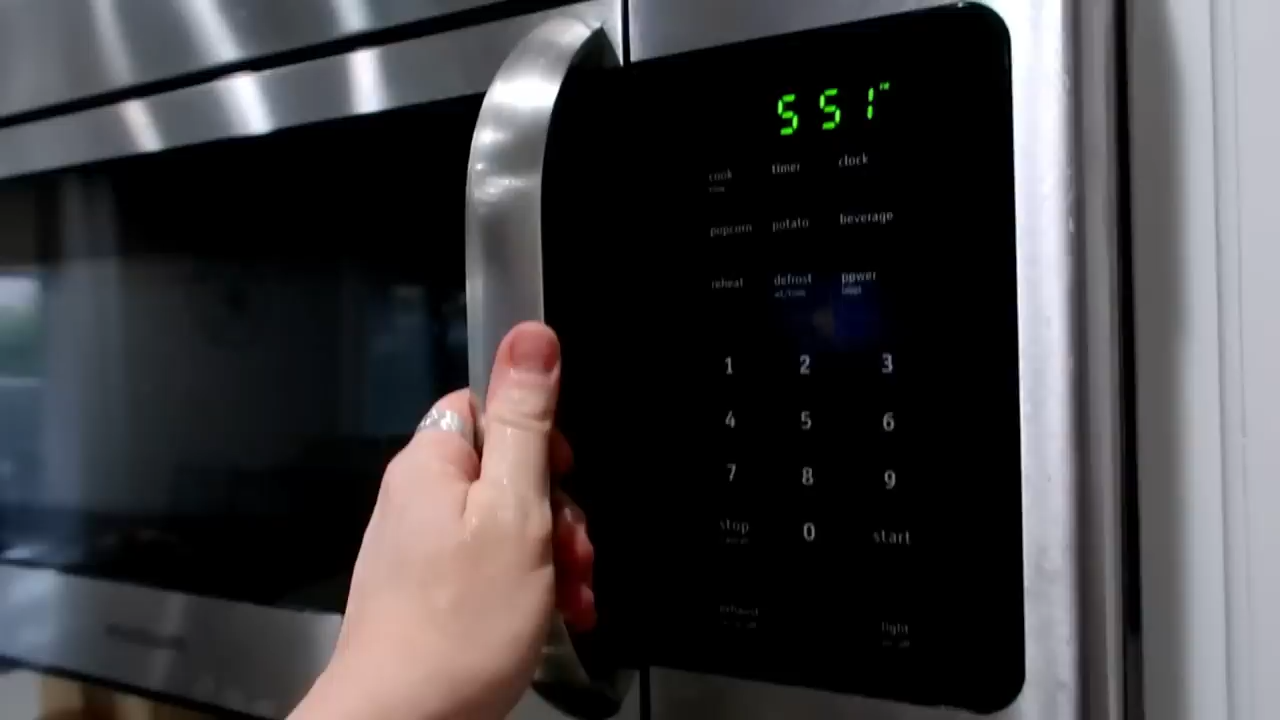 5 51
cook timer clock
popcorn potato beverage
reheat defrost power
1 2 3
4 5 6
7 8 9
stop 0 start
exhaust light